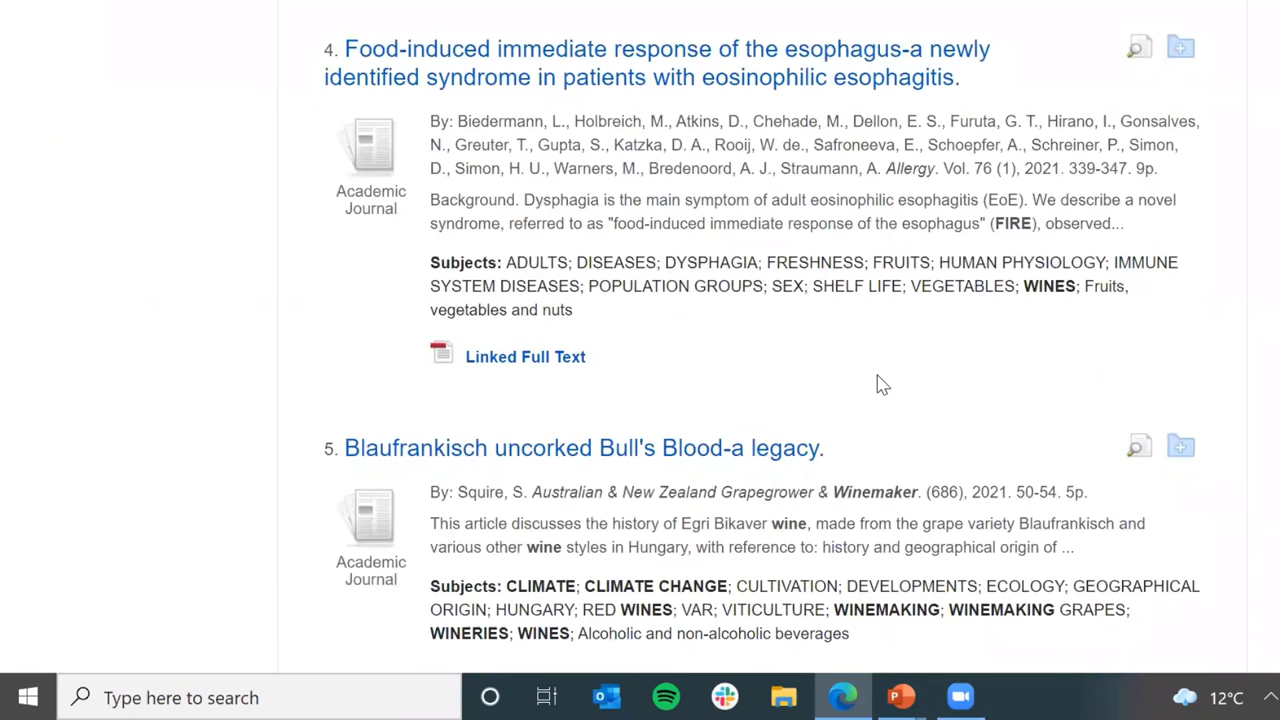 4. Food-induced immediate response of the esophagus-a newly
identified syndrome in patients with eosinophilic esophagitis.
By: Biedermann, L., Holbreich, M., Atkins, D., Chehade, M., Dellon, E. S., Furuta, G. T., Hirano, I., Gonsalves,
N., Greuter, T., Gupta, S., Katzka, D. A., Rooij, W. de., Safroneeva, E., Schoepfer, A., Schreiner, P., Simon,
D., Simon, H. U., Warners, M., Bredenoord, A. J., Straumann, A. Allergy. Vol. 76 (1), 2021. 339-347. 9p.
Academic
Journal
Background. Dysphagia is the main symptom of adult eosinophilic esophagitis (EoE). We describe a novel
syndrome, referred to as "food-induced immediate response of the esophagus" (FIRE), observed...
Subjects: ADULTS; DISEASES; DYSPHAGIA; FRESHNESS; FRUITS; HUMAN PHYSIOLOGY; IMMUNE
SYSTEM DISEASES; POPULATION GROUPS; SEX; SHELF LIFE; VEGETABLES; WINES; Fruits,
vegetables and nuts
Linked Full Text
5. Blaufrankisch uncorked Bull's Blood-a legacy.
By: Squire, S. Australian & New Zealand Grapegrower & Winemaker. (686), 2021. 50-54. 5p.
This article discusses the history of Egri Bikaver wine, made from the grape variety Blaufrankisch and
various other wine styles in Hungary, with reference to: history and geographical origin of ...
Academic
Journal
Subjects: CLIMATE; CLIMATE CHANGE; CULTIVATION; DEVELOPMENTS; ECOLOGY; GEOGRAPHICAL
ORIGIN; HUNGARY; RED WINES; VAR; VITICULTURE; WINEMAKING; WINEMAKING GRAPES;
WINERIES; WINES; Alcoholic and non-alcoholic beverages
Type here to search
12°C